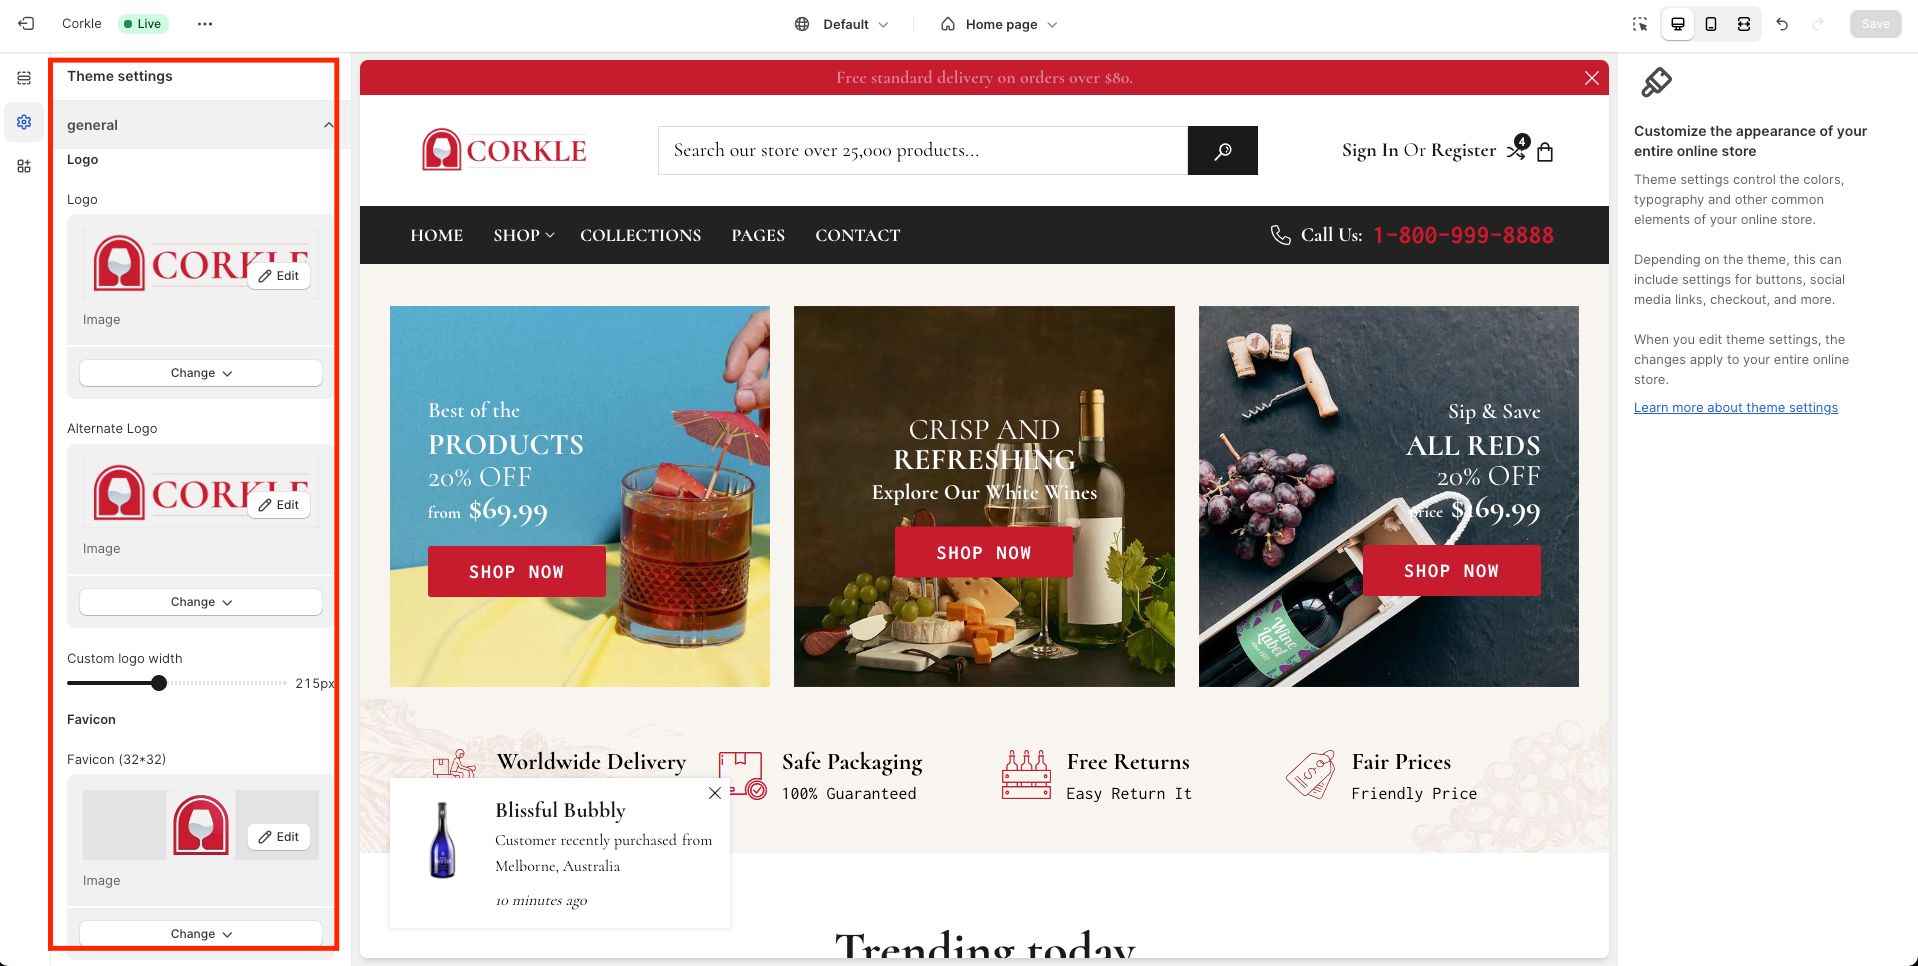 Corkle
Live
Default
Home page
Save
Theme settings
general
Logo
Logo
CORKLE
Edit
Image
Change
Alternate Logo
CORKLE
Edit
Image
Change
Custom logo width
215px
Favicon
Favicon (32*32)
Edit
Image
Change
Free standard delivery on orders over $80.
CORKLE
Search our store over 25,000 products...
Sign In Or Register
4
HOME
SHOP
COLLECTIONS
PAGES
CONTACT
Call Us: 1-800-999-8888
Best of the
PRODUCTS
20% OFF
from $69.99
SHOP NOW
CRISP AND
REFRESHING
Explore Our White Wines
SHOP NOW
Sip & Save
ALL REDS
20% OFF
price $169.99
SHOP NOW
Wine
Label
Worldwide Delivery
Safe Packaging
100% Guaranteed
Free Returns
Easy Return It
Fair Prices
Friendly Price
Blissful Bubbly
Customer recently purchased from
Melborne, Australia
10 minutes ago
Trending today
Customize the appearance of your
entire online store
Theme settings control the colors,
typography and other common
elements of your online store.
Depending on the theme, this can
include settings for buttons, social
media links, checkout, and more.
When you edit theme settings, the
changes apply to your entire online
store.
Learn more about theme settings